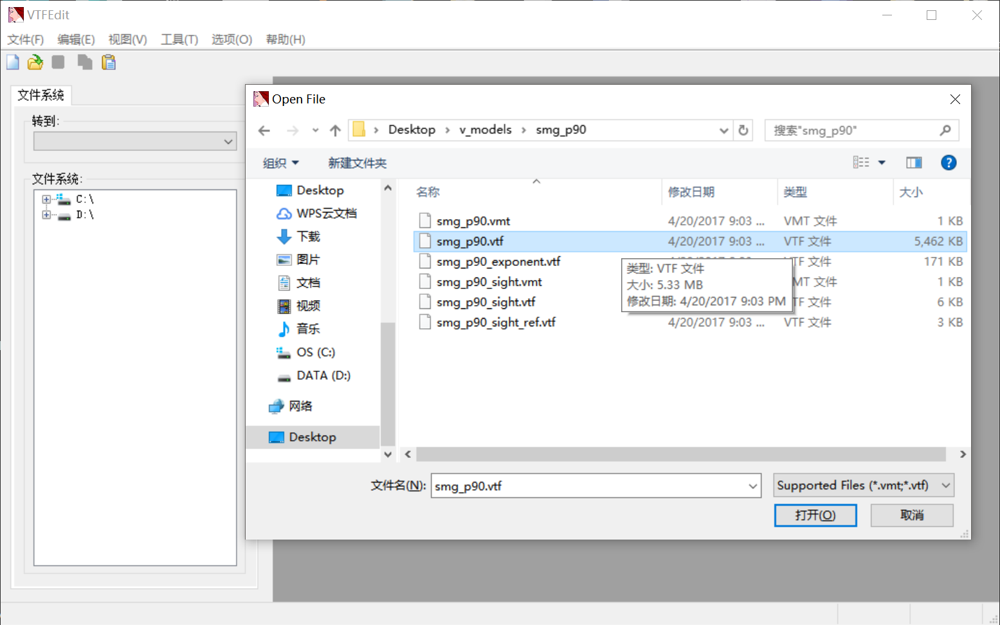 VTFEdit
文件(F) 编辑(E) 视图(V) 工具(T) 选项(O) 帮助(H)
文件系统
转到:
文件系统:
C:\
D:\
Open File
Desktop › v_models › smg_p90
搜索"smg_p90"
组织 新建文件夹
?
Desktop
WPS云文档
下载
图片
文档
视频
音乐
OS (C:)
DATA (D:)
网络
Desktop
名称 修改日期 类型 大小
smg_p90.vmt 4/20/2017 9:03 ... VMT 文件 1 KB
smg_p90.vtf 4/20/2017 9:03 ... VTF 文件 5,462 KB
smg_p90_exponent.vtf TF 文件 171 KB
smg_p90_sight.vmt MT 文件 1 KB
smg_p90_sight.vtf TF 文件 6 KB
smg_p90_sight_ref.vtf 4/20/2017 9:03 ... VTF 文件 3 KB
类型: VTF 文件
大小: 5.33 MB
修改日期: 4/20/2017 9:03 PM
文件名(N): smg_p90.vtf Supported Files (*.vmt;*.vtf)
打开(O) 取消